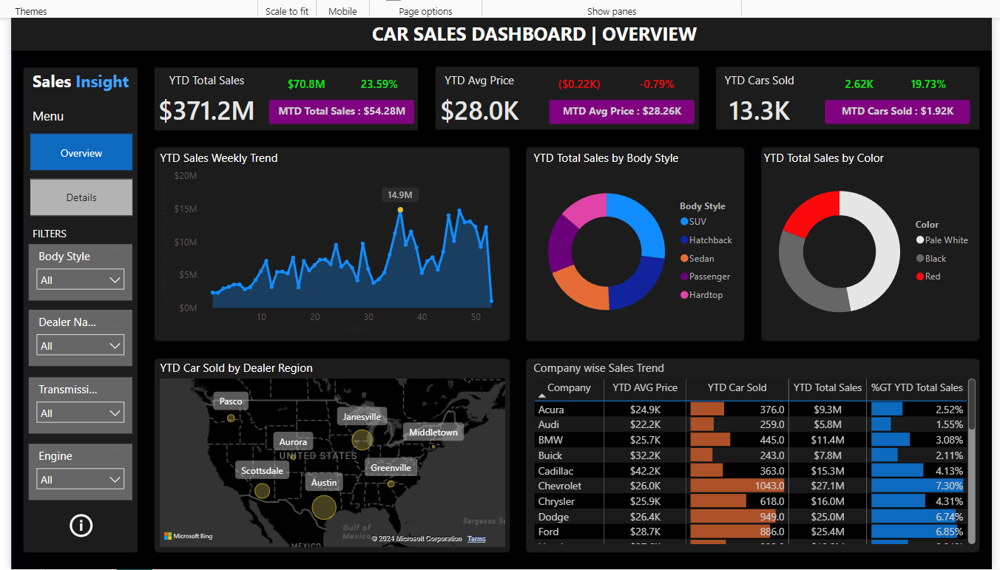 Themes
Scale to fit
Mobile
Page options
Show panes
CAR SALES DASHBOARD | OVERVIEW
Sales Insight
Menu
Overview
Details
FILTERS
Body Style
All
Dealer Na...
All
Transmissi...
All
Engine
All
YTD Total Sales
$70.8M
23.59%
$371.2M
MTD Total Sales : $54.28M
YTD Avg Price
($0.22K)
-0.79%
$28.0K
MTD Avg Price : $28.26K
YTD Cars Sold
2.62K
19.73%
13.3K
MTD Cars Sold : $1.92K
YTD Sales Weekly Trend
$20M
$15M
$10M
$5M
$0M
14.9M
10
20
30
40
50
WEEK
YTD Total Sales by Body Style
Body Style
SUV
Hatchback
Sedan
Passenger
Hardtop
YTD Total Sales by Color
Color
Pale White
Black
Red
YTD Car Sold by Dealer Region
Pasco
Janesville
Middletown
Aurora
UNITED STATES
Scottsdale
Greenville
Austin
Sargasso Se
Gulf of
Mexico
MEXICO
Microsoft Bing
© 2024 Microsoft Corporation Terms
Company wise Sales Trend
Company YTD AVG Price YTD Car Sold YTD Total Sales %GT YTD Total Sales
Acura $24.9K 376.0 $9.3M 2.52%
Audi $22.2K 259.0 $5.8M 1.55%
BMW $25.7K 445.0 $11.4M 3.08%
Buick $32.2K 243.0 $7.8M 2.11%
Cadillac $42.2K 363.0 $15.3M 4.13%
Chevrolet $26.0K 1043.0 $27.1M 7.30%
Chrysler $25.9K 618.0 $16.0M 4.31%
Dodge $26.4K 949.0 $25.0M 6.74%
Ford $28.7K 886.0 $25.4M 6.85%